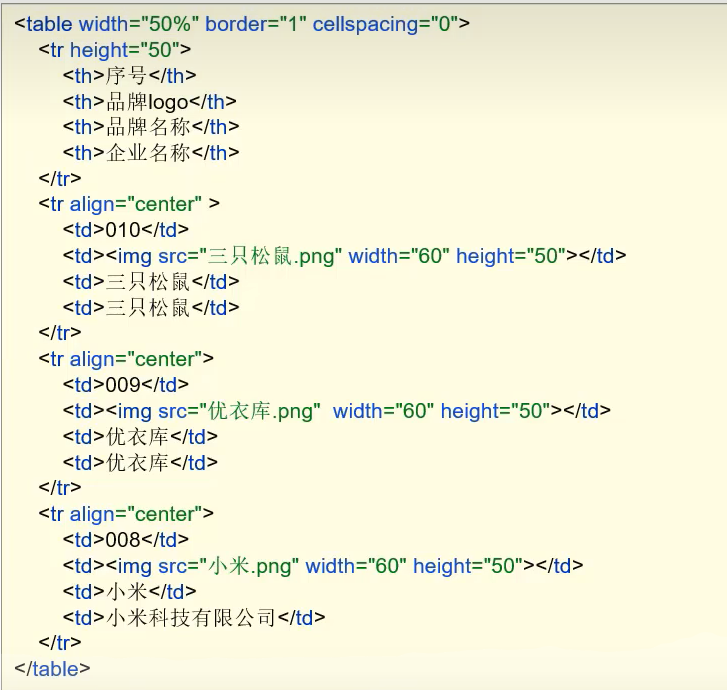 <table width="50%" border="1" cellspacing="0">
<tr height="50">
<th>序号</th>
<th>品牌logo</th>
<th>品牌名称</th>
<th>企业名称</th>
</tr>
<tr align="center" >
<td>010</td>
<td><img src="三只松鼠.png" width="60" height="50"></td>
<td>三只松鼠</td>
<td>三只松鼠</td>
</tr>
<tr align="center">
<td>009</td>
<td><img src="优衣库.png"  width="60" height="50"></td>
<td>优衣库</td>
<td>优衣库</td>
</tr>
<tr align="center">
<td>008</td>
<td><img src="小米.png" width="60" height="50"></td>
<td>小米</td>
<td>小米科技有限公司</td>
</tr>
</table>